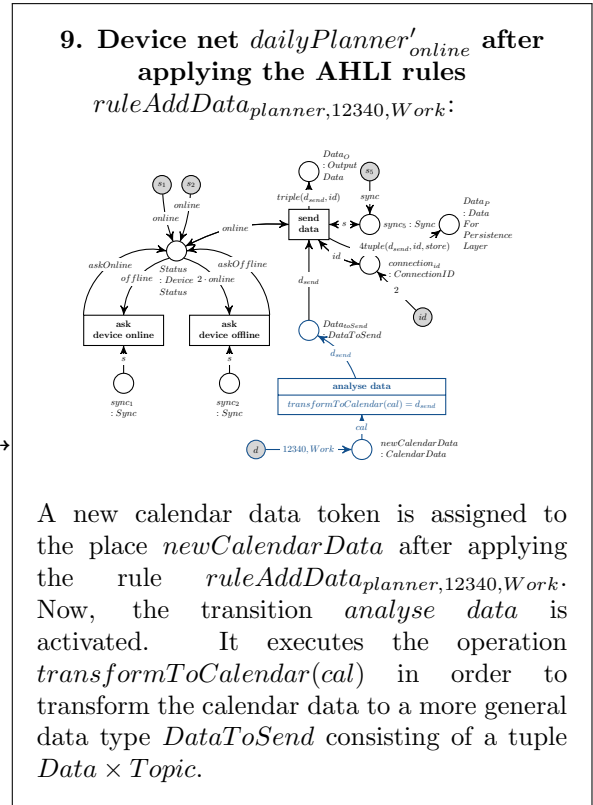 9. Device net dailyPlanner′online after
applying the AHLI rules
ruleAddDataplanner,12340,Work:
DataO
: Output
Data
s1
s2
s5
triple(dsend, id)
sync
DataP
: Data
For
Persistence
Layer
online
online
online
send
data
s
sync5 : Sync
4tuple(dsend, id, store)
id
connectionid
: ConnectionID
askOnline
askOffline
offline
Status
: Device
Status
2 · online
dsend
2
id
ask
device online
ask
device offline
DatatoSend
: DataToSend
s
s
dsend
sync1
: Sync
sync2
: Sync
analyse data
transformToCalendar(cal) = dsend
cal
d
12340, Work
newCalendarData
: CalendarData
A new calendar data token is assigned to
the place newCalendarData after applying
the rule ruleAddDataplanner,12340,Work.
Now, the transition analyse data is
activated. It executes the operation
transformToCalendar(cal) in order to
transform the calendar data to a more general
data type DataToSend consisting of a tuple
Data × Topic.